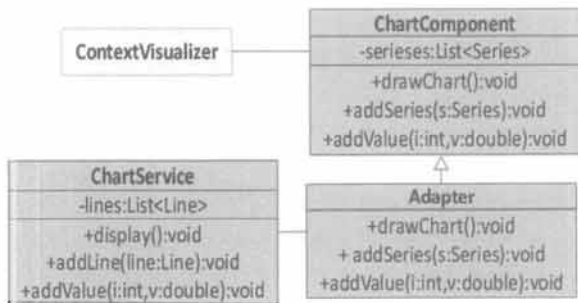 ChartComponent
-serieses:List<Series>
+drawChart():void
+addSeries(s:Series):void
+addValue(i:int,v:double):void
ContextVisualizer
ChartService
-lines:List<Line>
+display():void
+addLine(line:Line):void
+addValue(i:int,v:double):void
Adapter
+drawChart():void
+ addSeries(s:Series):void
+addValue(i:int,v:double):void